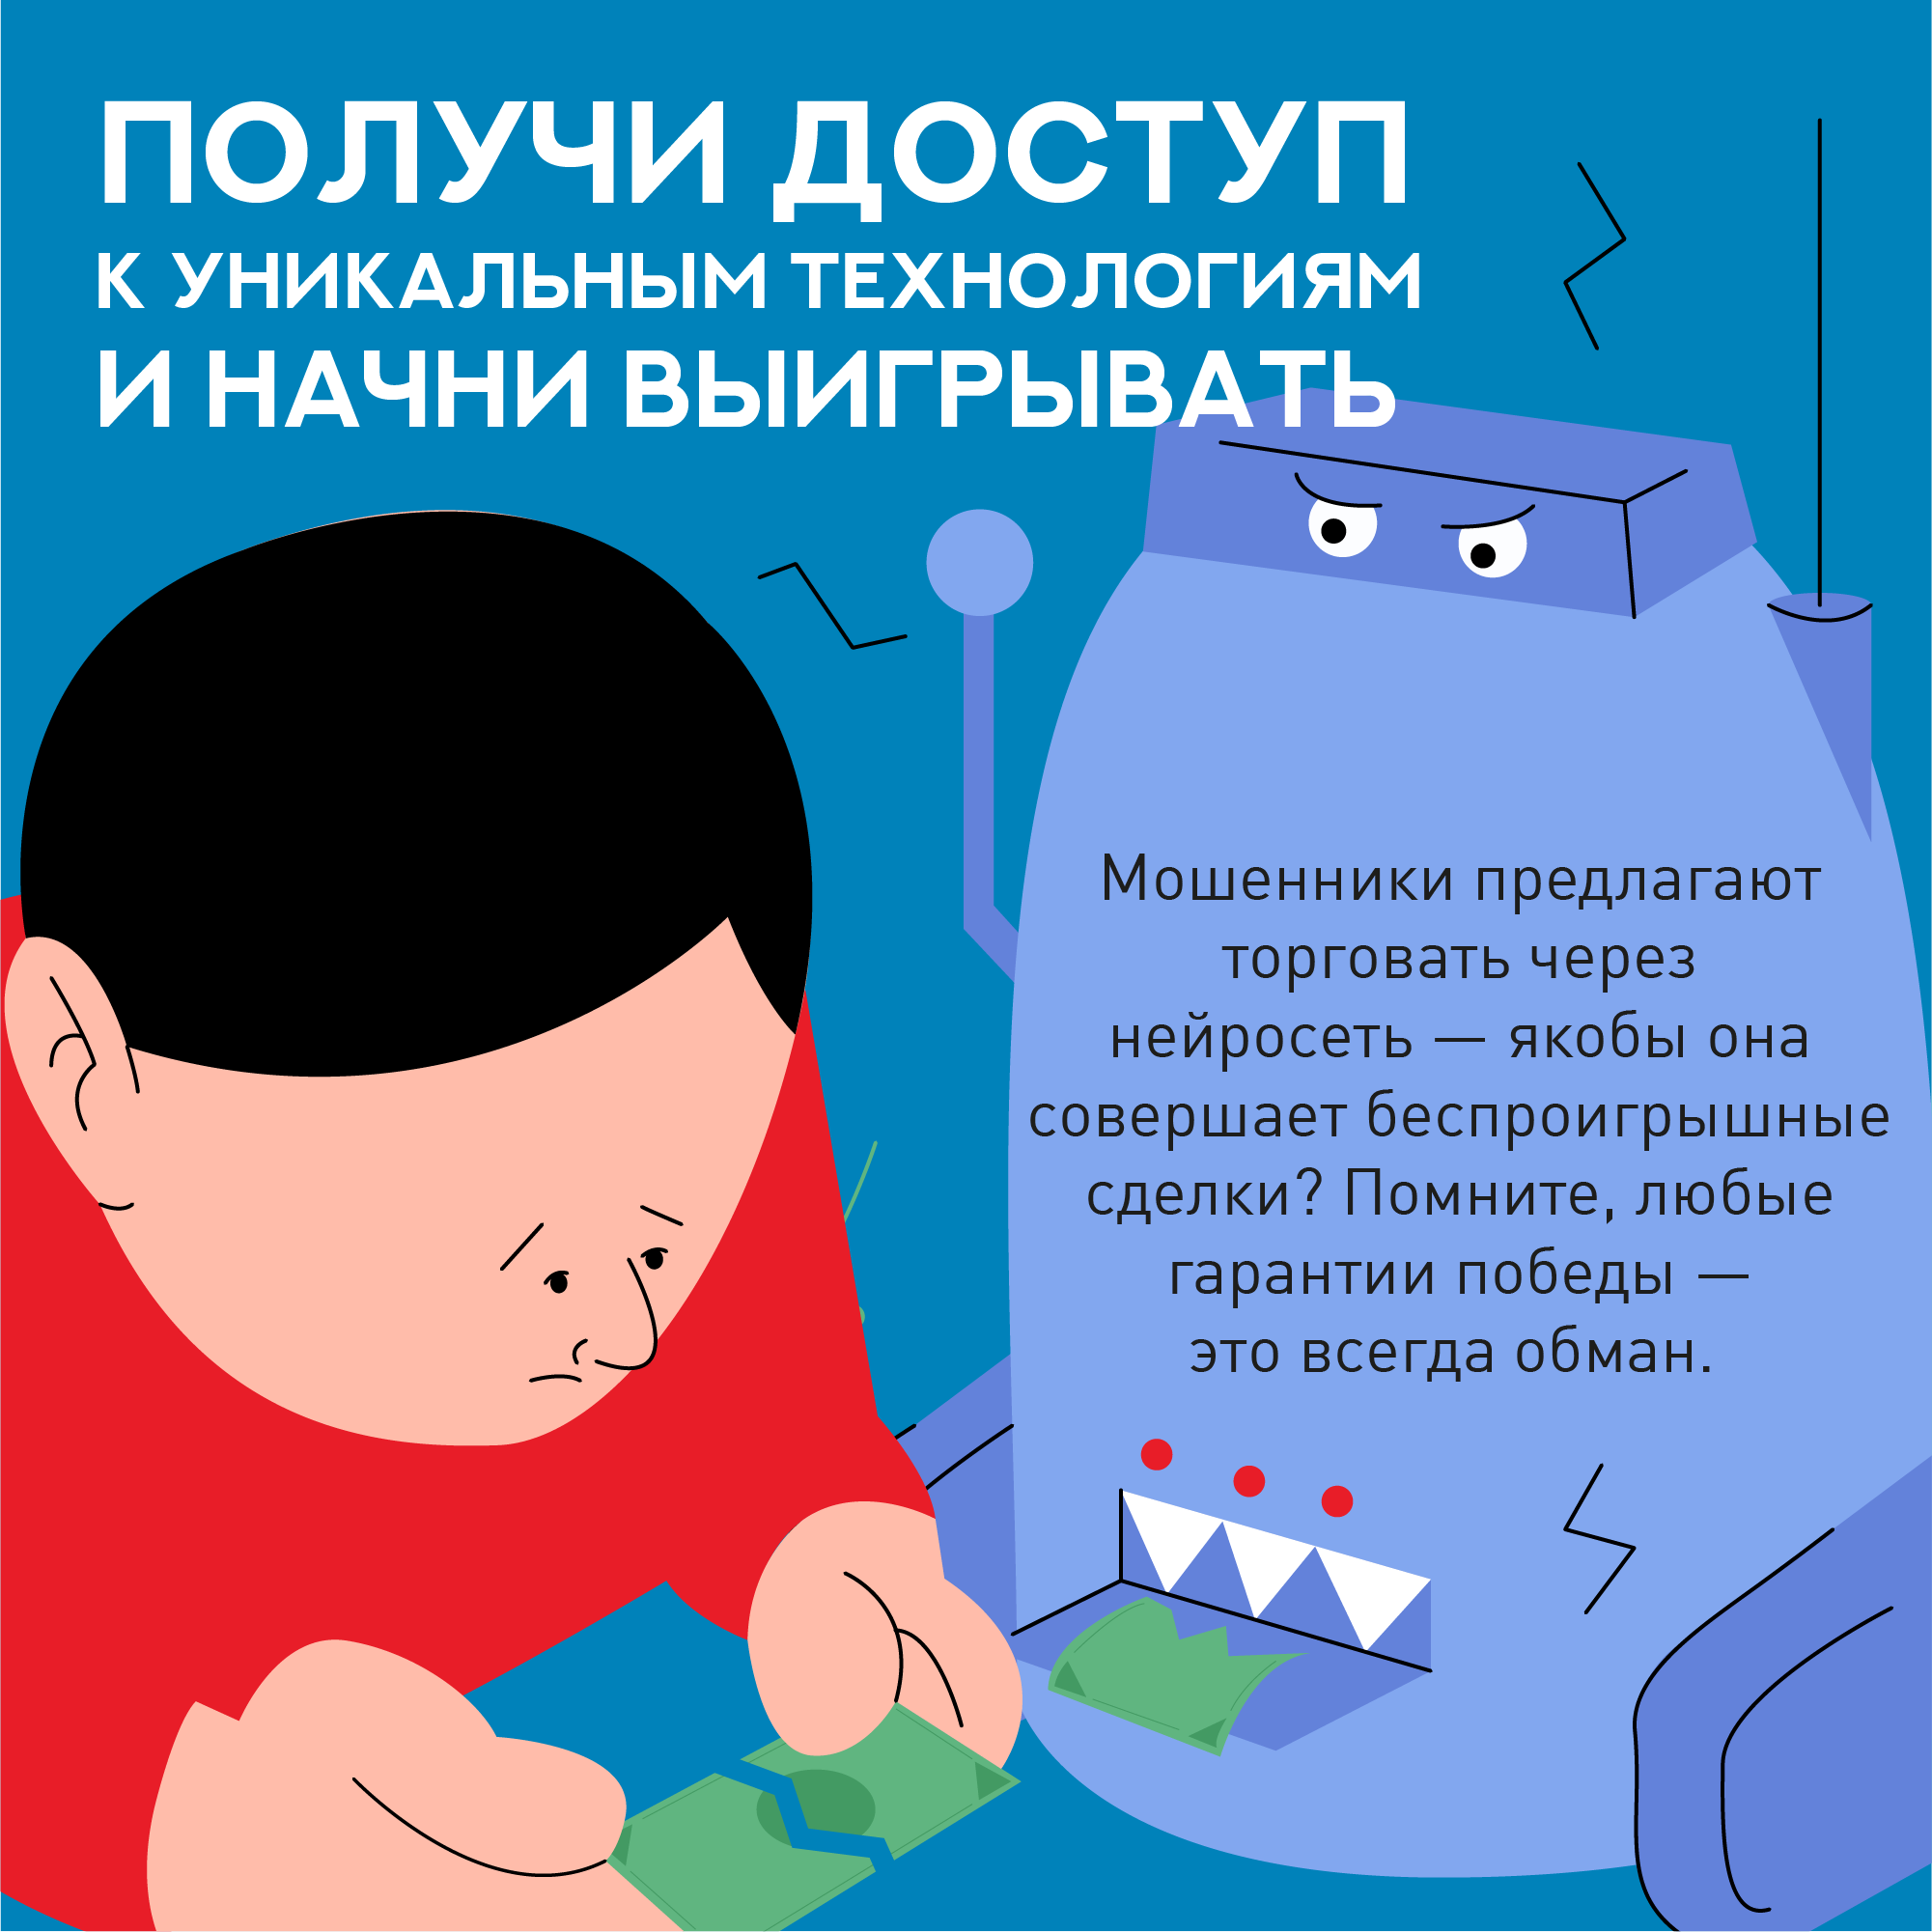 ПОЛУЧИ ДОСТУП
К УНИКАЛЬНЫМ ТЕХНОЛОГИЯМ
И НАЧНИ ВЫИГРЫВАТЬ
Мошенники предлагают
торговать через
нейросеть — якобы она
совершает беспроигрышные
сделки? Помните, любые
гарантии победы —
это всегда обман.